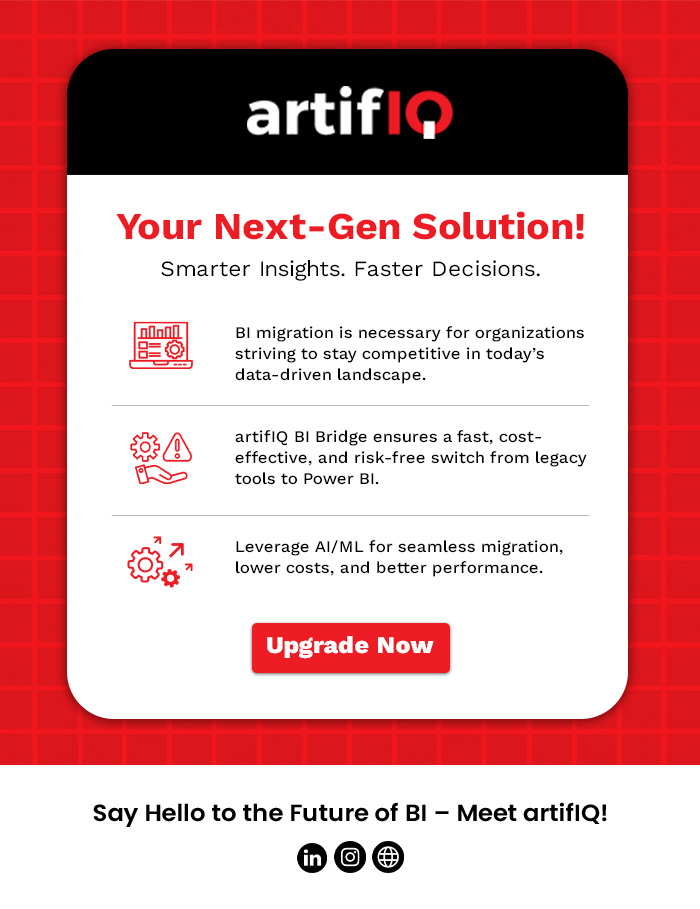 artifIQ
Your Next-Gen Solution!
Smarter Insights. Faster Decisions.
BI migration is necessary for organizations
striving to stay competitive in today’s
data-driven landscape.
artifIQ BI Bridge ensures a fast, cost-
effective, and risk-free switch from legacy
tools to Power BI.
Leverage AI/ML for seamless migration,
lower costs, and better performance.
Upgrade Now
Say Hello to the Future of BI – Meet artifIQ!
in